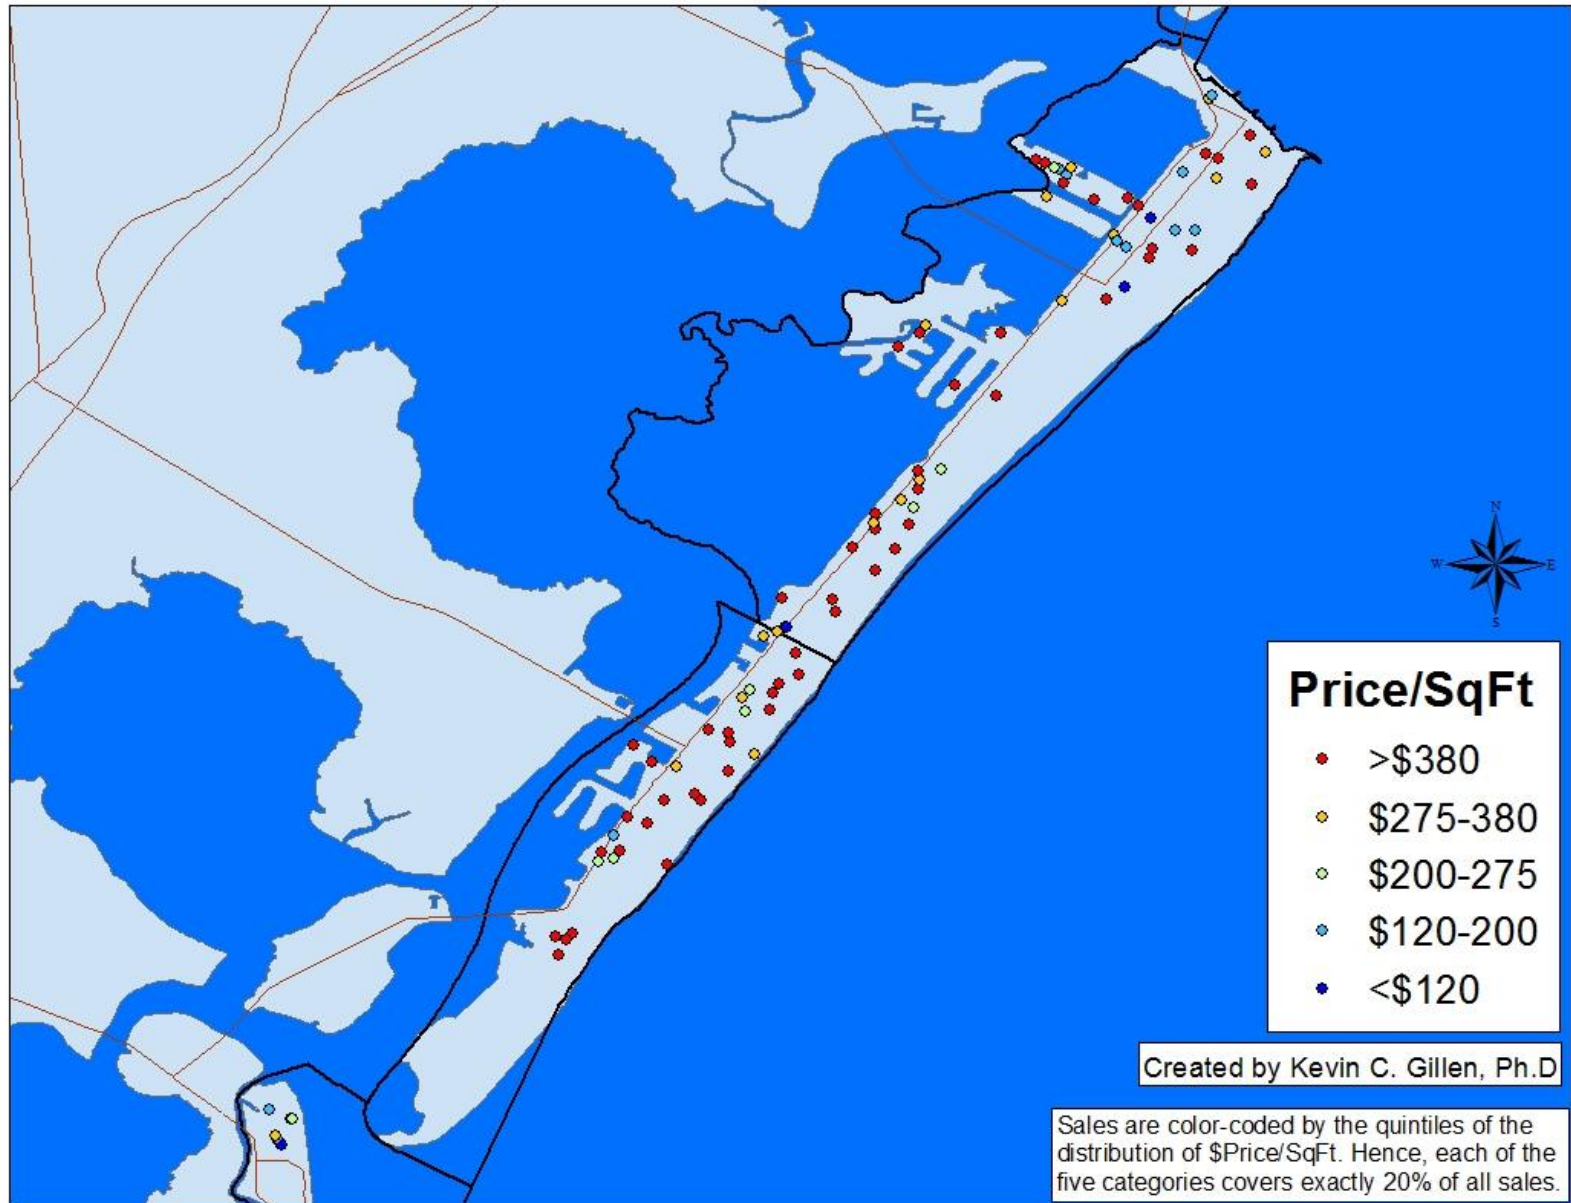 N
W
E
S
Price/SqFt
>$380
$275-380
$200-275
$120-200
<$120
Created by Kevin C. Gillen, Ph.D
Sales are color-coded by the quintiles of the
distribution of $Price/SqFt. Hence, each of the
five categories covers exactly 20% of all sales.